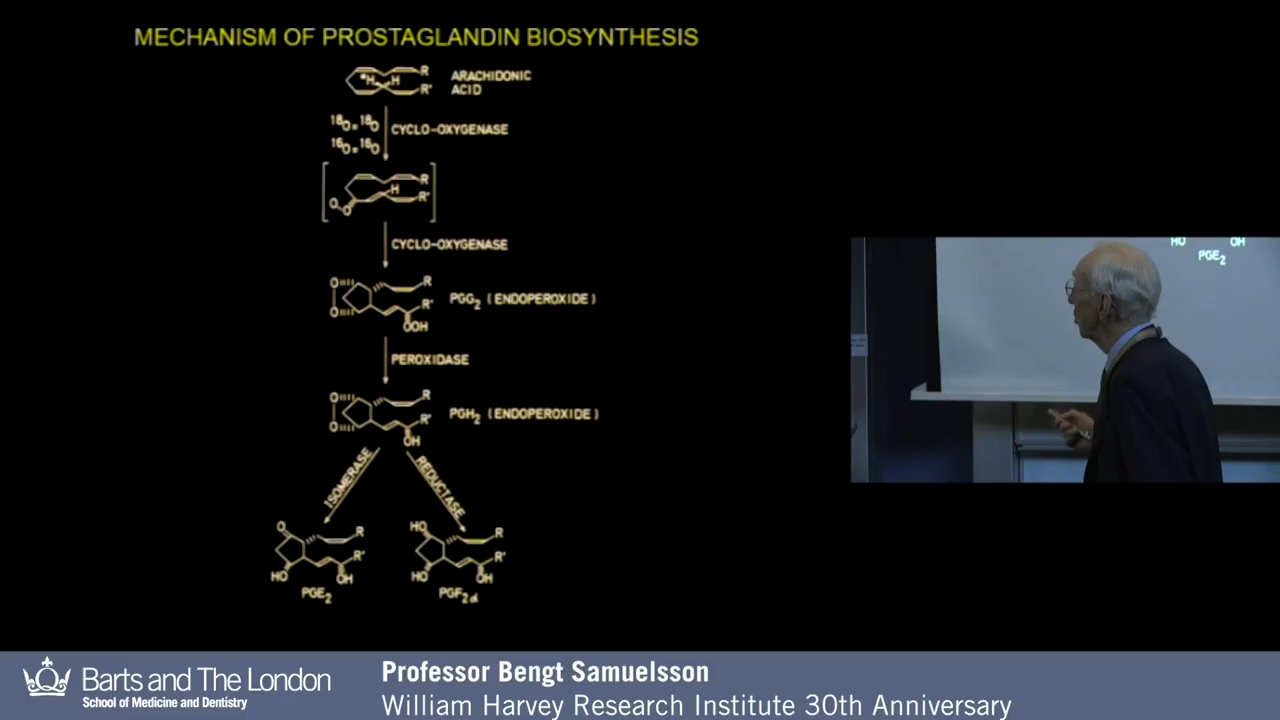 MECHANISM OF PROSTAGLANDIN BIOSYNTHESIS
R
*H H
R'
ARACHIDONIC
ACID
18O=18O
16O=16O
CYCLO-OXYGENASE
R
H
R'
O
O
CYCLO-OXYGENASE
O
O
R
R'
OOH
PGG2 (ENDOPEROXIDE)
PEROXIDASE
O
O
R
R'
OH
PGH2 (ENDOPEROXIDE)
ISOMERASE
REDUCTASE
O
R
R'
HO
OH
PGE2
HO
R
R'
HO
OH
PGF2α
HO OH
PGE2
Barts and The London
School of Medicine and Dentistry
Professor Bengt Samuelsson
William Harvey Research Institute 30th Anniversary